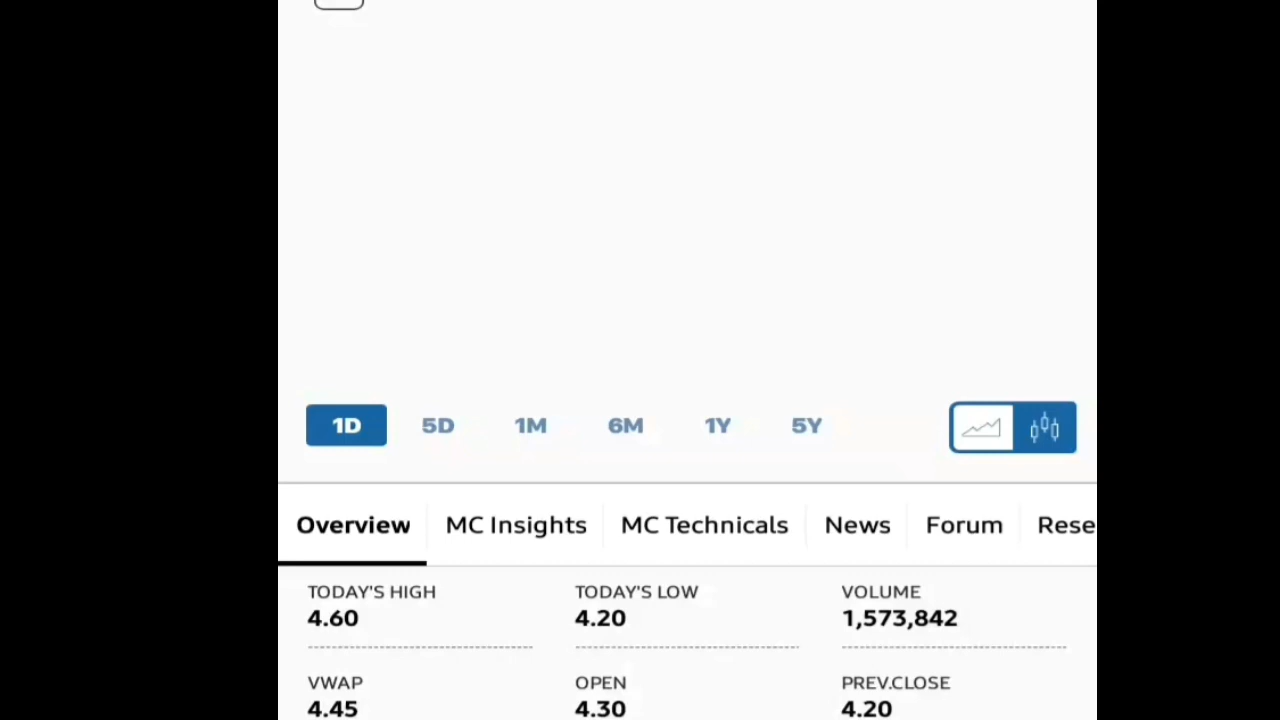 1D 5D 1M 6M 1Y 5Y
Overview MC Insights MC Technicals News Forum Rese
TODAY'S HIGH TODAY'S LOW VOLUME
4.60 4.20 1,573,842
VWAP OPEN PREV.CLOSE
4.45 4.30 4.20